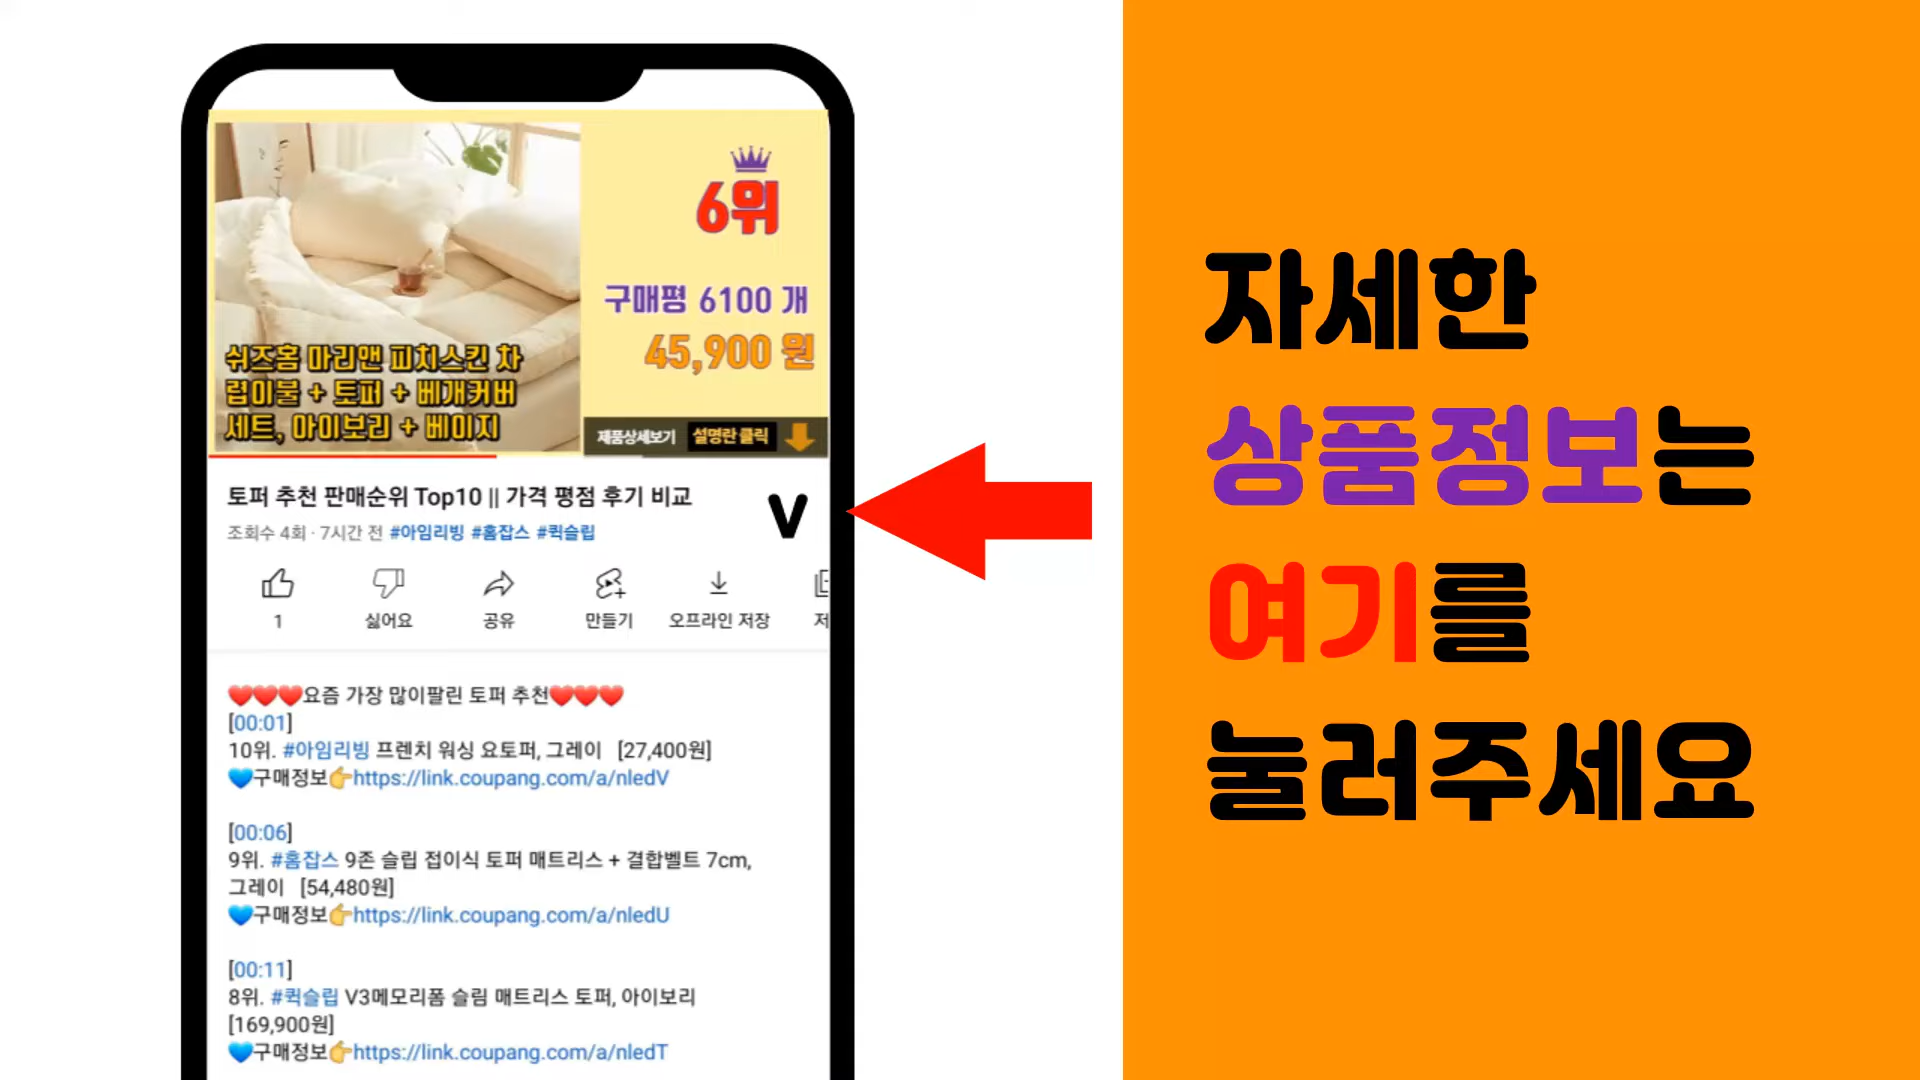 6위
구매평 6100 개
45,900 원
쉬즈홈 마리앤 피치스킨 차
렵이불 + 토퍼 + 베개커버
세트, 아이보리 + 베이지
제품상세보기 설명란 클릭
토퍼 추천 판매순위 Top10 || 가격 평점 후기 비교
V
조회수 4회 · 7시간 전 #아임리빙 #홈잡스 #퀵슬립
1 싫어요 공유 만들기 오프라인 저장 저
❤️❤️❤️요즘 가장 많이팔린 토퍼 추천❤️❤️❤️
[00:01]
10위. #아임리빙 프렌치 워싱 요토퍼, 그레이 [27,400원]
💙구매정보👉https://link.coupang.com/a/nledV
[00:06]
9위. #홈잡스 9존 슬립 접이식 토퍼 매트리스 + 결합벨트 7cm,
그레이 [54,480원]
💙구매정보👉https://link.coupang.com/a/nledU
[00:11]
8위. #퀵슬립 V3메모리폼 슬림 매트리스 토퍼, 아이보리
[169,900원]
💙구매정보👉https://link.coupang.com/a/nledT
자세한
상품정보는
여기를
눌러주세요